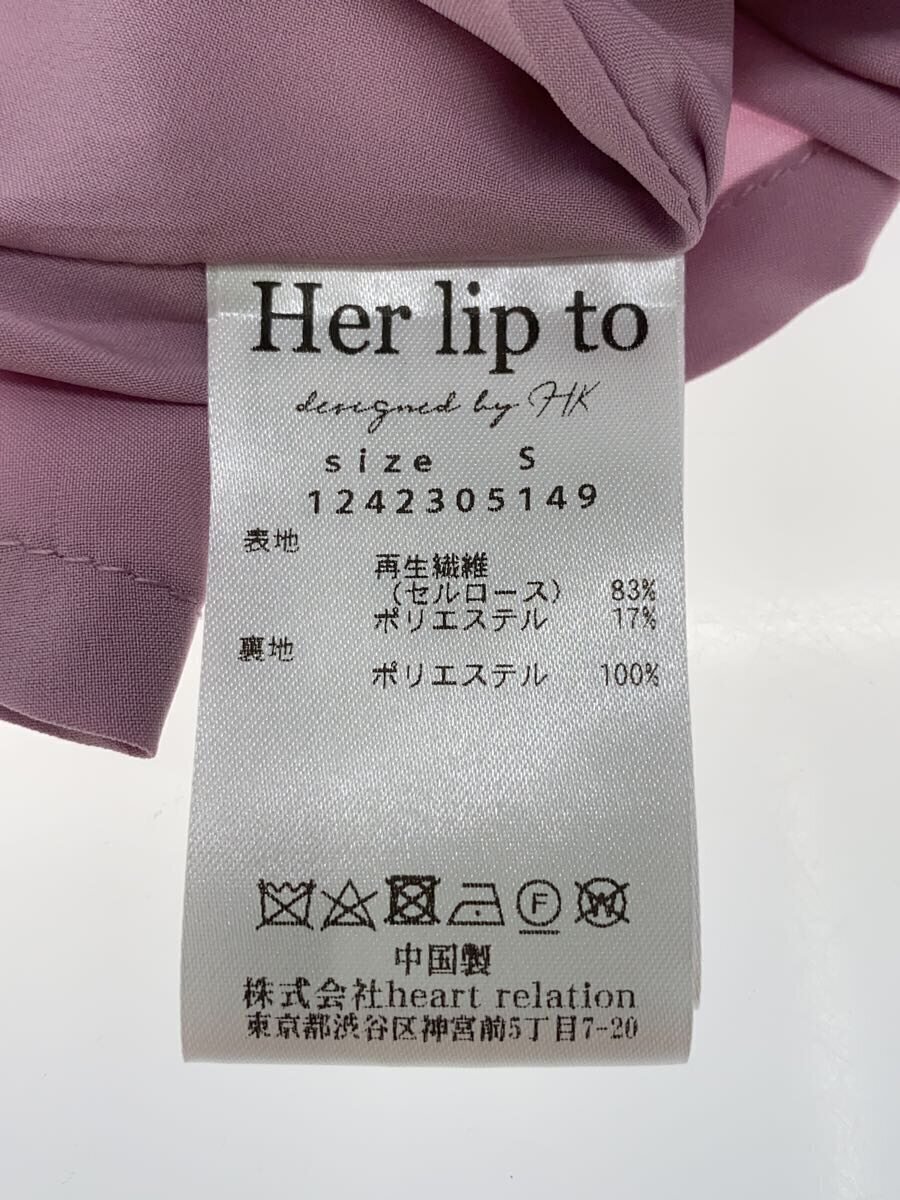 Her lip to
designed by HK
size S
1242305149
表地
再生繊維
(セルロース) 83%
ポリエステル 17%
裏地
ポリエステル 100%
F
W
中国製
株式会社heart relation
東京都渋谷区神宮前5丁目7-20